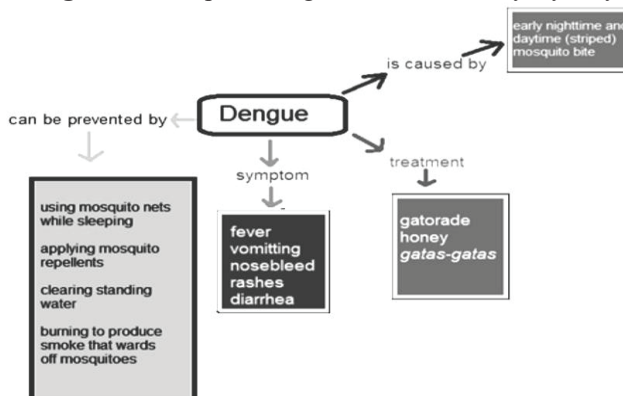 early nighttime and
daytime (striped)
mosquito bite
is caused by
Dengue
can be prevented by
treatment
symptom
using mosquito nets
while sleeping
applying mosquito
repellents
clearing standing
water
burning to produce
smoke that wards
off mosquitoes
fever
vomitting
nosebleed
rashes
diarrhea
gatorade
honey
gatas-gatas